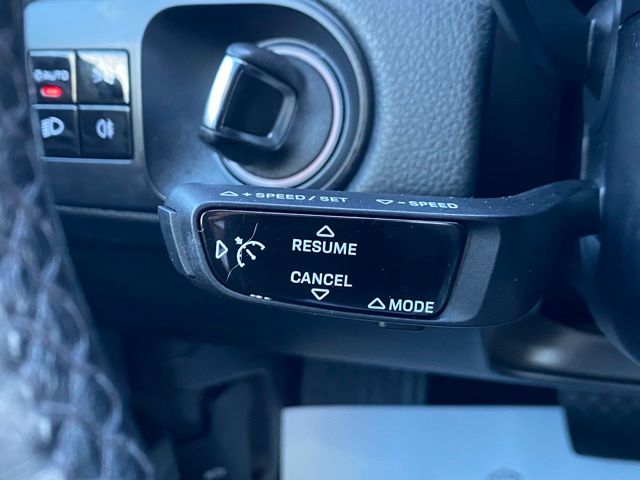 AUTO
+ SPEED / SET
- SPEED
RESUME
CANCEL
MODE